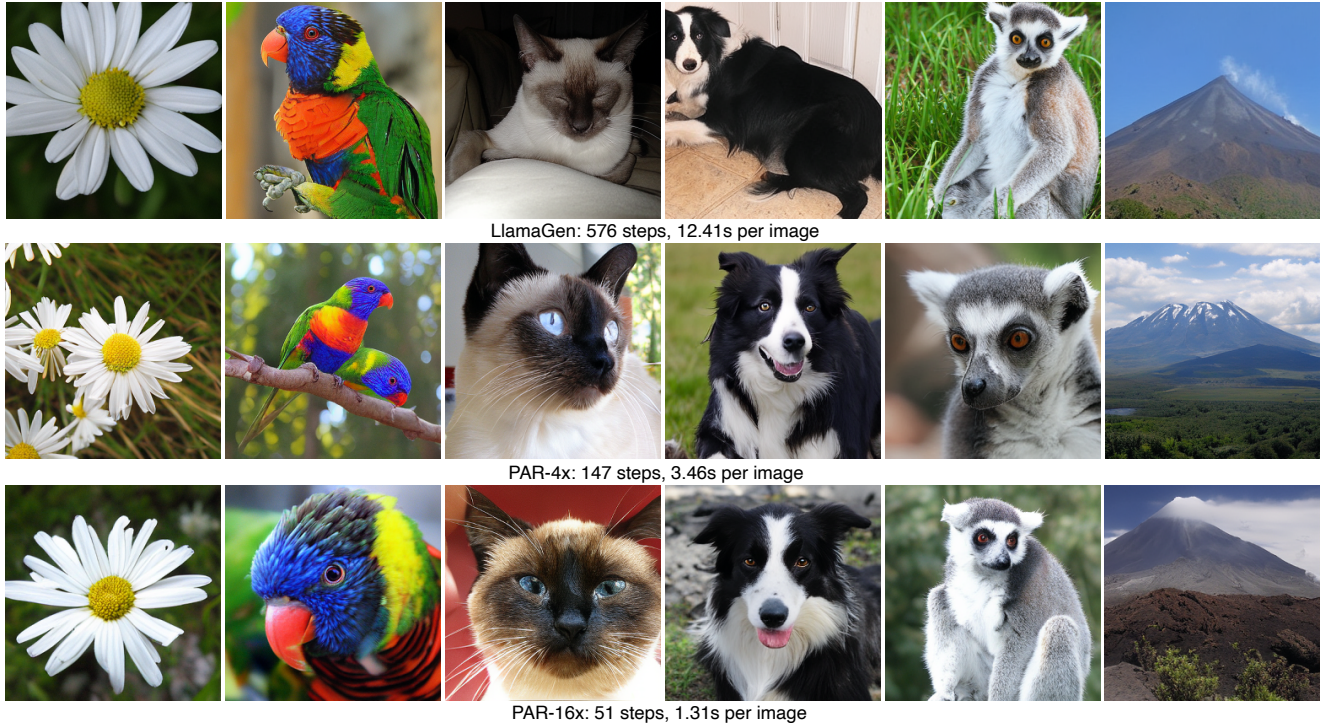 LlamaGen: 576 steps, 12.41s per image
PAR-4x: 147 steps, 3.46s per image
PAR-16x: 51 steps, 1.31s per image